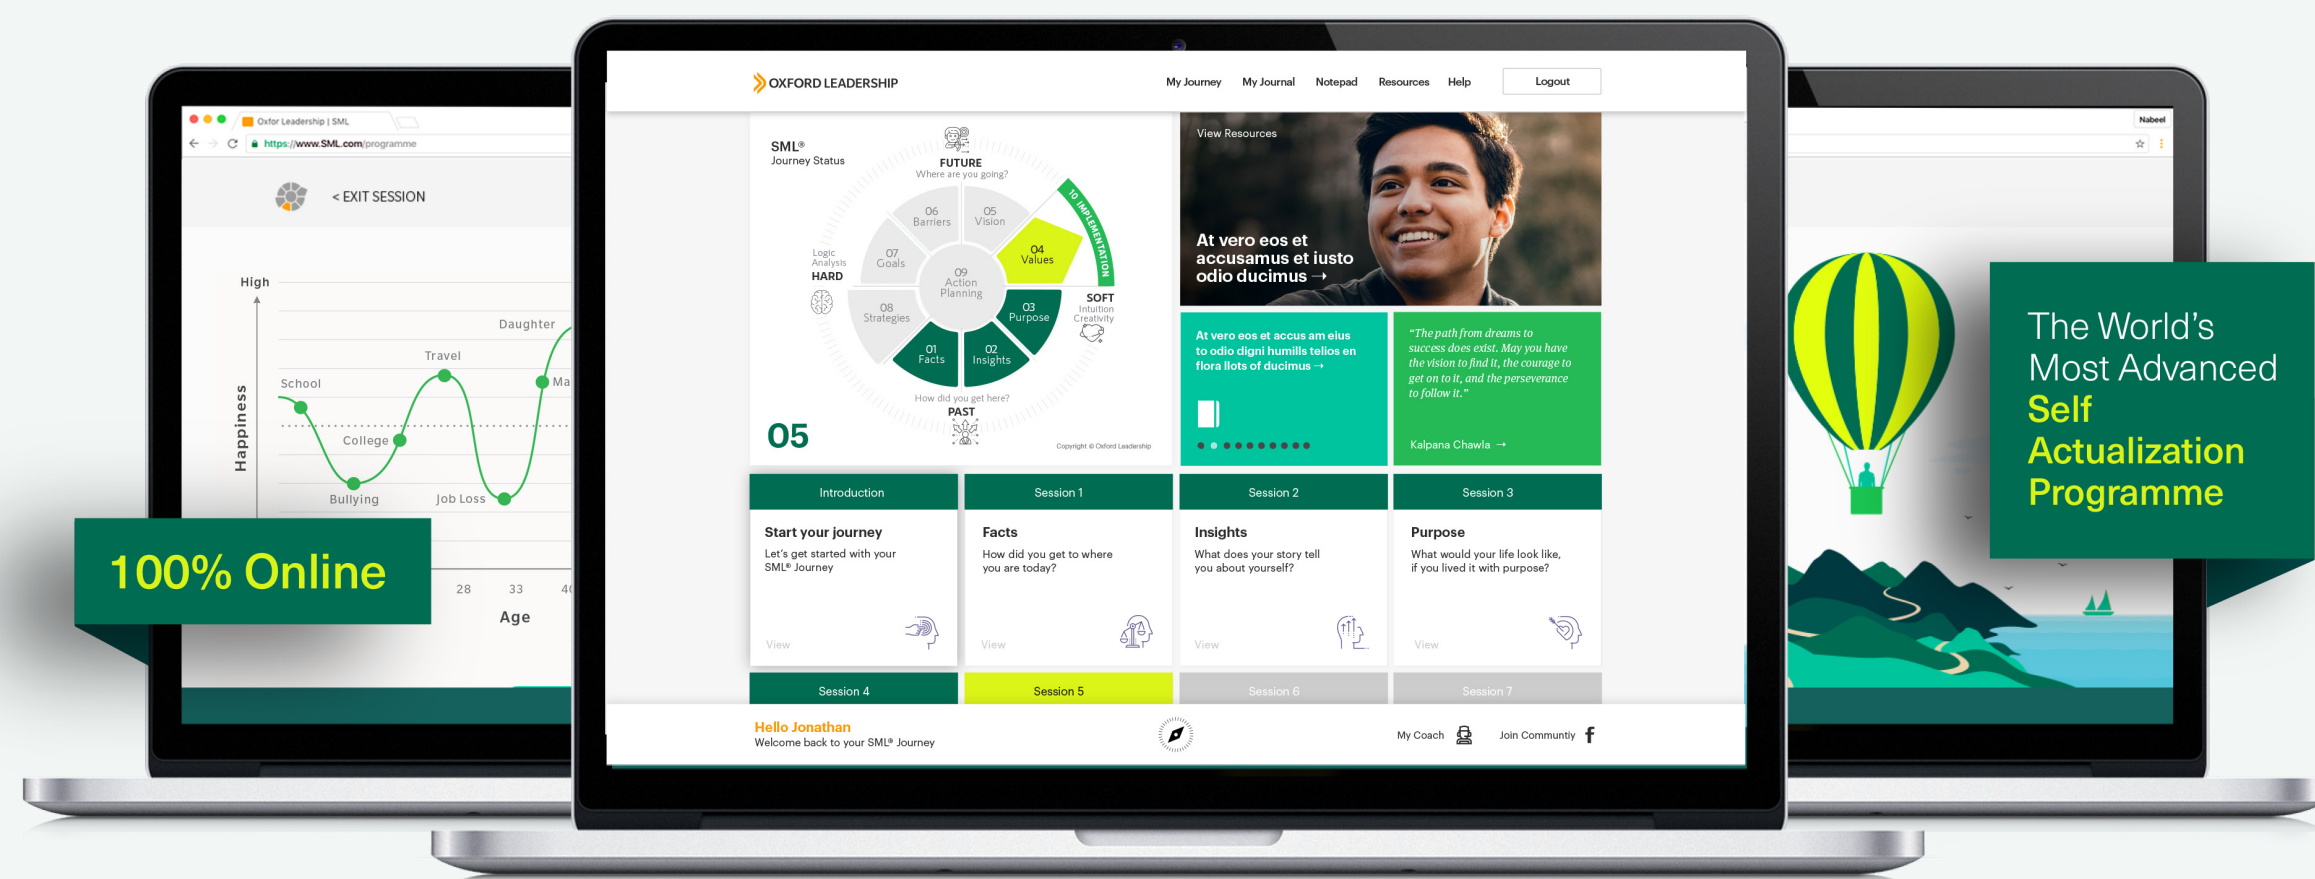 Oxfor Leadership | SML
https://www.SML.com/programme
< EXIT SESSION
High
Happiness
School
Bullying
College
Travel
Job Loss
Daughter
Ma
28 33 40
Age
100% Online
OXFORD LEADERSHIP
My Journey My Journal Notepad Resources Help Logout
SML®
Journey Status
FUTURE
Where are you going?
10 IMPLEMENTATION
06
Barriers
05
Vision
07
Goals
04
Values
09
Action
Planning
08
Strategies
03
Purpose
01
Facts
02
Insights
Logic
Analysis
HARD
SOFT
Intuition
Creativity
How did you get here?
PAST
05
Copyright © Oxford Leadership
View Resources
At vero eos et
accusamus et iusto
odio ducimus →
At vero eos et accus am eius
to odio digni humills telios en
flora llots of ducimus →
“The path from dreams to
success does exist. May you have
the vision to find it, the courage to
get on to it, and the perseverance
to follow it.”
Kalpana Chawla →
Introduction
Start your journey
Let's get started with your
SML® Journey
View
Session 1
Facts
How did you get to where
you are today?
View
Session 2
Insights
What does your story tell
you about yourself?
View
Session 3
Purpose
What would your life look like,
if you lived it with purpose?
View
Session 4
Session 5
Session 6
Session 7
Hello Jonathan
Welcome back to your SML® Journey
My Coach
Join Communtiy
Nabeel
The World's
Most Advanced
Self
Actualization
Programme